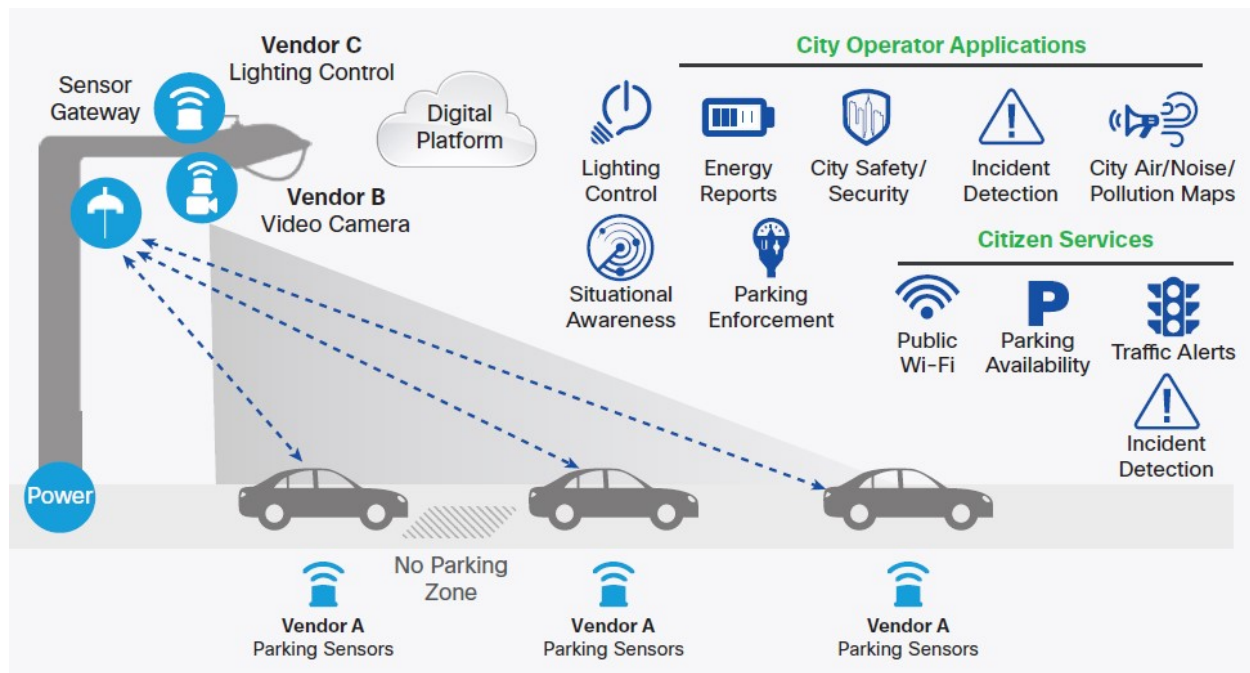 Vendor C
Lighting Control
Sensor
Gateway
Digital
Platform
Vendor B
Video Camera
Power
No Parking
Zone
Vendor A
Parking Sensors
Vendor A
Parking Sensors
Vendor A
Parking Sensors
City Operator Applications
Lighting
Control
Energy
Reports
City Safety/
Security
Incident
Detection
City Air/Noise/
Pollution Maps
Situational
Awareness
Parking
Enforcement
Citizen Services
Public
Wi-Fi
P
Parking
Availability
Traffic Alerts
Incident
Detection